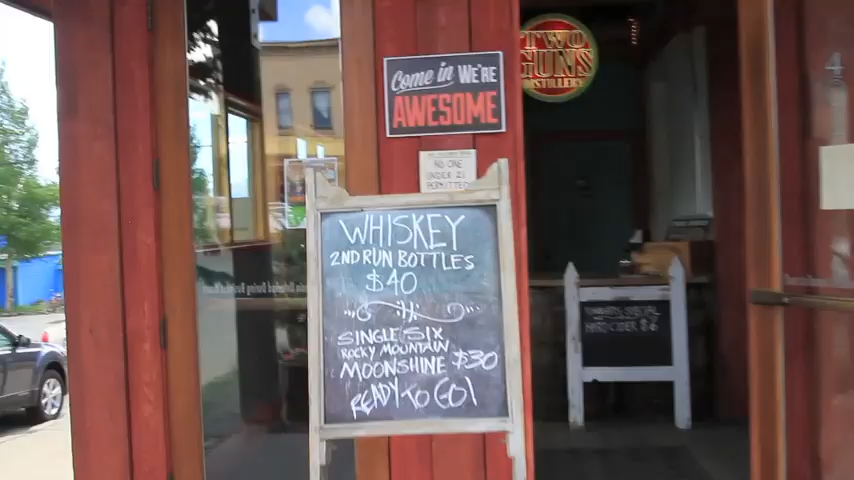 TWO
GUNS
DISTILLERY
Come in WE'RE
AWESOME
NO ONE
UNDER 21
PERMITTED
WHISKEY
2ND RUN BOTTLES
$40
SINGLE SIX
ROCKY MOUNTAIN
MOONSHINE $30
READY TO GO!
HARD CIDER $6